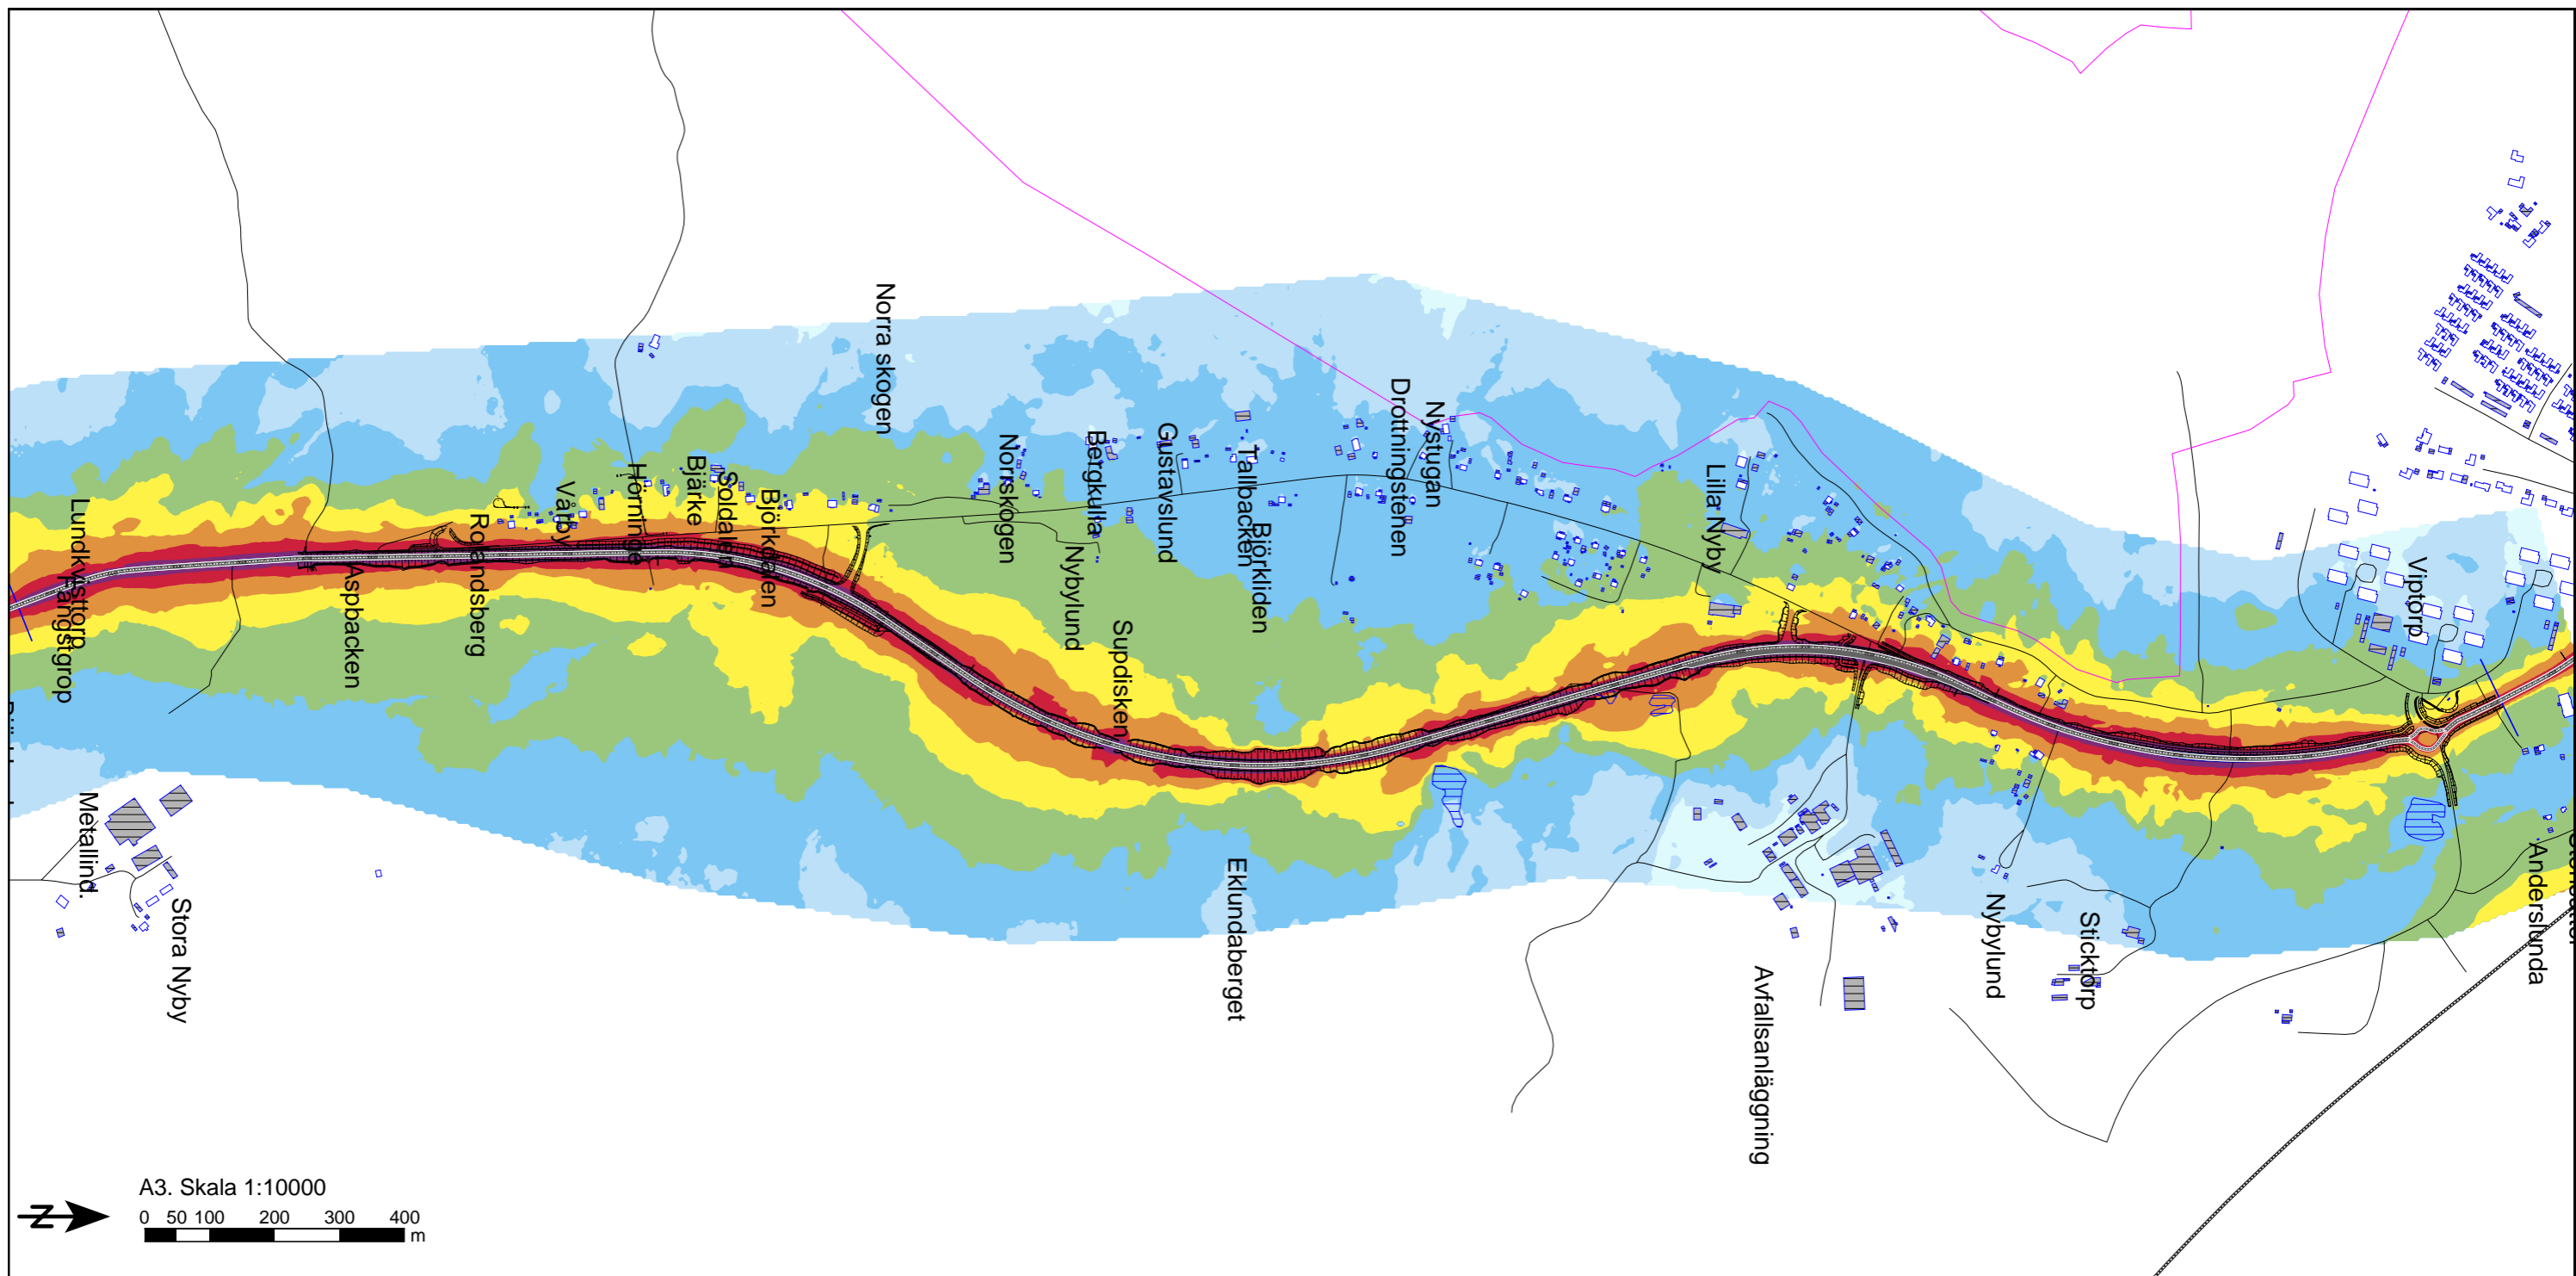 Norra skogen
Drottningstenen
Nystugan
Gustavslund
Bergkulla
Norrskogen
Tallbacken
Björkliden
Lilla Nyby
Bjärke
Soldalen
Hörninge
Vårby
Björkdalen
Rolandsberg
Lundkvisttorp
Fångstgrop
Aspbacken
Nybylund
Supdisken
Viptorp
Metallind.
Stora Nyby
Eklundaberget
Avfallsanläggning
Nybylund
Sticktorp
Anderslunda
A3. Skala 1:10000
0 50 100 200 300 400
m
N